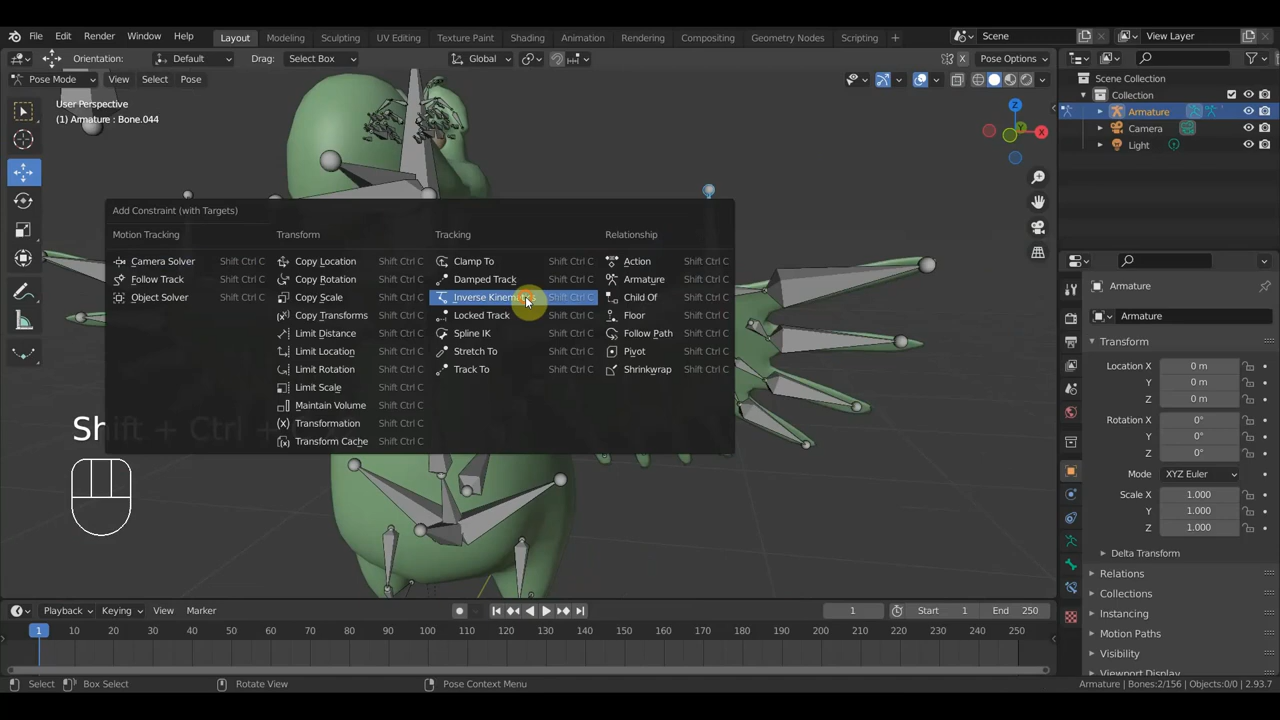 File Edit Render Window Help Layout Modeling Sculpting UV Editing Texture Paint Shading Animation Rendering Compositing Geometry Nodes Scripting + Scene View Layer
Orientation: Default Drag: Select Box Global X Pose Options
Pose Mode View Select Pose
User Perspective
(1) Armature : Bone.044
Scene Collection
Collection
Armature
Camera
Light
Z
Y
X
Add Constraint (with Targets)
Motion Tracking Transform Tracking Relationship
Camera Solver Shift Ctrl C Copy Location Shift Ctrl C Clamp To Shift Ctrl C Action Shift Ctrl C
Follow Track Shift Ctrl C Copy Rotation Shift Ctrl C Damped Track Shift Ctrl C Armature Shift Ctrl C
Object Solver Shift Ctrl C Copy Scale Shift Ctrl C Inverse Shift Ctrl C Child Of Shift Ctrl C
Copy Transforms Shift Ctrl C Locked Track Shift Ctrl C Floor Shift Ctrl C
Limit Distance Shift Ctrl C Spline IK Shift Ctrl C Follow Path Shift Ctrl C
Limit Location Shift Ctrl C Stretch To Shift Ctrl C Pivot Shift Ctrl C
Limit Rotation Shift Ctrl C Track To Shift Ctrl C Shrinkwrap Shift Ctrl C
Limit Scale Shift Ctrl C
Maintain Volume Shift Ctrl C
Transformation Shift Ctrl C
Transform Cache Shift Ctrl C
Shift + Ctrl +
Armature
Armature
Transform
Location X 0 m
Y 0 m
Z 0 m
Rotation X 0°
Y 0°
Z 0°
Mode XYZ Euler
Scale X 1.000
Y 1.000
Z 1.000
Delta Transform
Relations
Collections
Instancing
Motion Paths
Visibility
Viewport Display
Playback Keying View Marker 1 Start 1 End 250
1 10 20 30 40 50 60 70 80 90 100 110 120 130 140 150 160 170 180 190 200 210 220 230 240 250
Select Box Select Rotate View Pose Context Menu Armature | Bones:2/156 | Objects:0/0 | 2.93.7